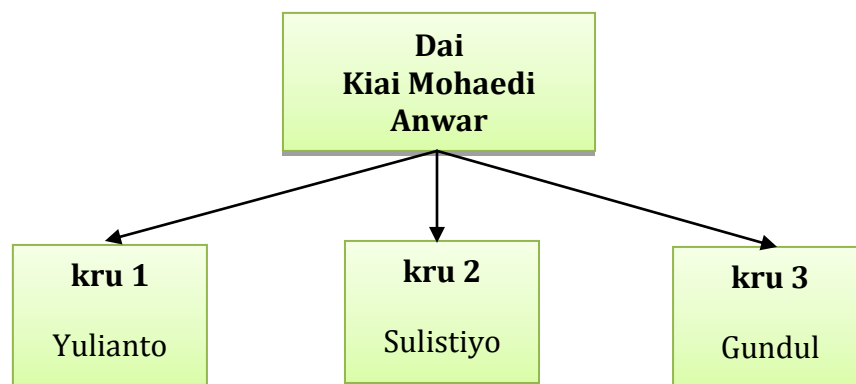 Dai
Kiai Mohaedi
Anwar
kru 1
Yulianto
kru 2
Sulistiyo
kru 3
Gundul